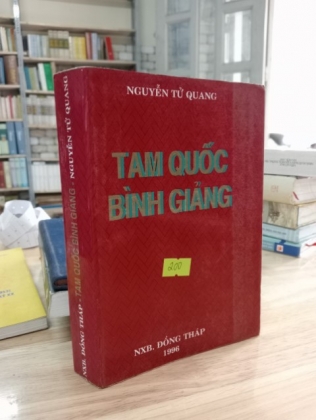 NGUYỄN TỬ QUANG
TAM QUỐC
BÌNH GIẢNG
200
NXB. ĐỒNG THÁP
1996
NXB. ĐỒNG THÁP - TAM QUỐC BÌNH GIẢNG - NGUYỄN TỬ QUANG